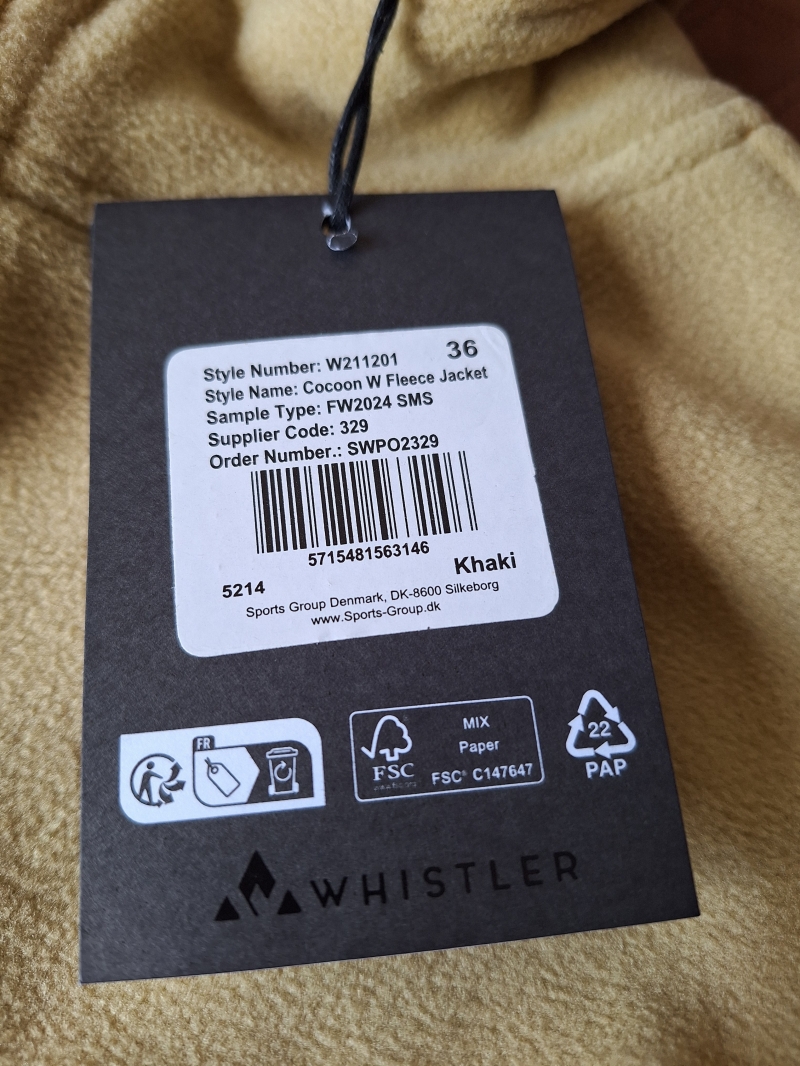 Style Number: W211201 36
Style Name: Cocoon W Fleece Jacket
Sample Type: FW2024 SMS
Supplier Code: 329
Order Number.: SWPO2329
5715481563146
5214 Khaki
Sports Group Denmark, DK-8600 Silkeborg
www.Sports-Group.dk
FR
FSC
MIX
Paper
FSC® C147647
22
PAP
WHISTLER